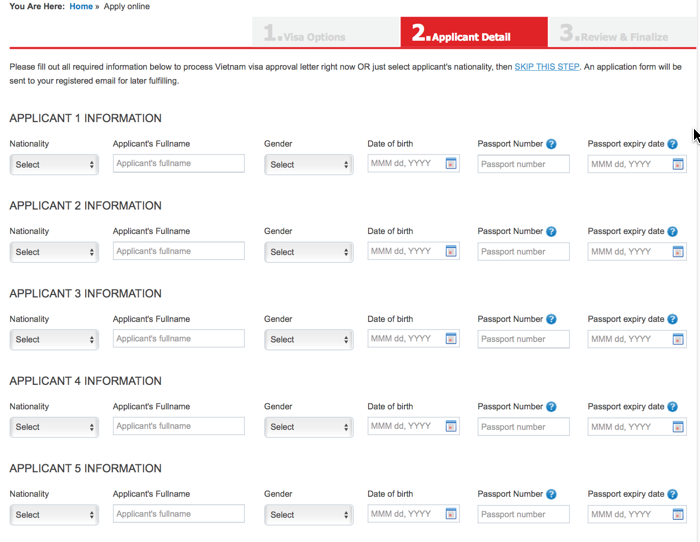 You Are Here: Home » Apply online
1.Visa Options 2.Applicant Detail 3.Review & Finalize
Please fill out all required information below to process Vietnam visa approval letter right now OR just select applicant's nationality, then SKIP THIS STEP. An application form will be
sent to your registered email for later fulfilling.
APPLICANT 1 INFORMATION
Nationality Applicant's Fullname Gender Date of birth Passport Number ? Passport expiry date ?
Select Applicant's fullname Select MMM dd, YYYY Passport number MMM dd, YYYY
APPLICANT 2 INFORMATION
Nationality Applicant's Fullname Gender Date of birth Passport Number ? Passport expiry date ?
Select Applicant's fullname Select MMM dd, YYYY Passport number MMM dd, YYYY
APPLICANT 3 INFORMATION
Nationality Applicant's Fullname Gender Date of birth Passport Number ? Passport expiry date ?
Select Applicant's fullname Select MMM dd, YYYY Passport number MMM dd, YYYY
APPLICANT 4 INFORMATION
Nationality Applicant's Fullname Gender Date of birth Passport Number ? Passport expiry date ?
Select Applicant's fullname Select MMM dd, YYYY Passport number MMM dd, YYYY
APPLICANT 5 INFORMATION
Nationality Applicant's Fullname Gender Date of birth Passport Number ? Passport expiry date ?
Select Applicant's fullname Select MMM dd, YYYY Passport number MMM dd, YYYY